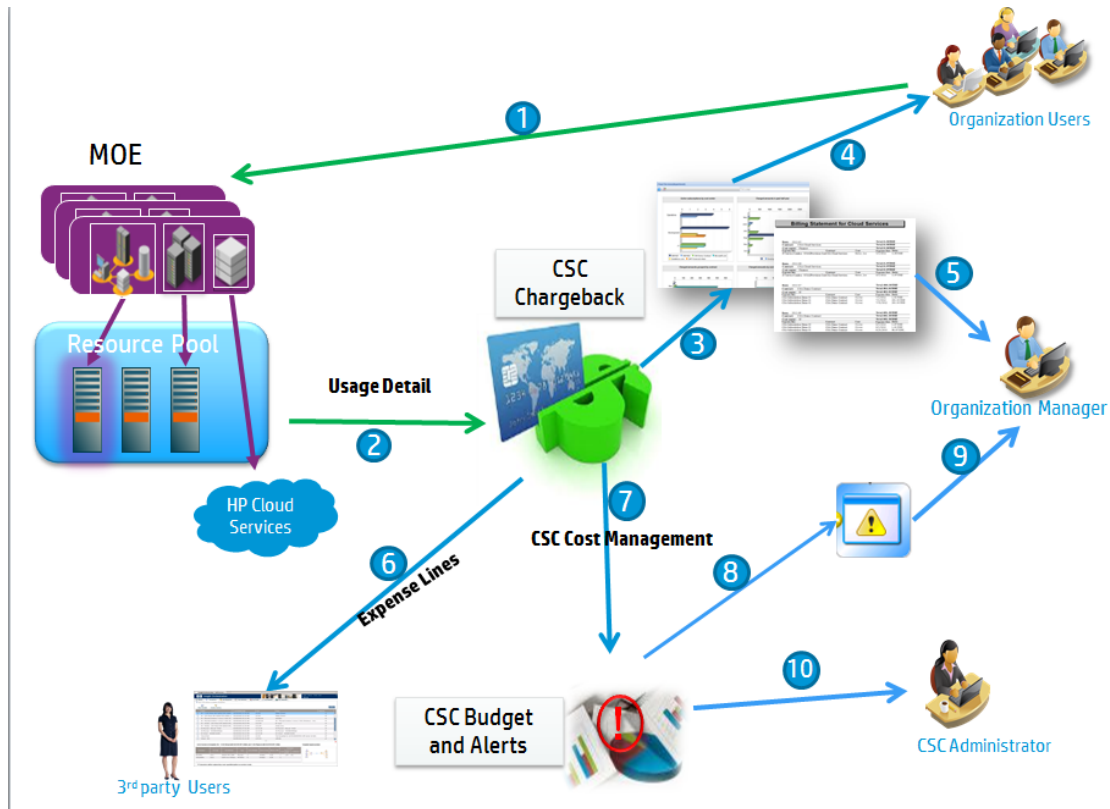 1
Organization Users
MOE
4
CSC
Chargeback
Billing Statement for Cloud Services
5
3
Resource Pool
Usage Detail
2
Organization Manager
9
HP Cloud
Services
7
CSC Cost Management
6
Expense Lines
8
10
CSC Budget
and Alerts
!
CSC Administrator
3rd party Users